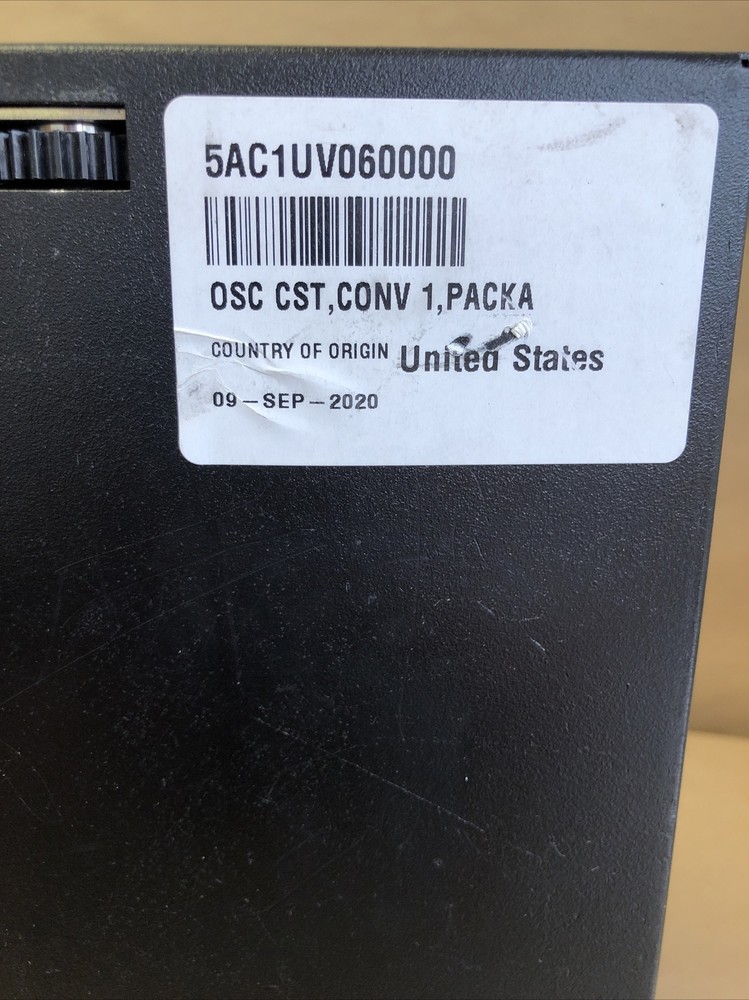 5AC1UV060000
OSC CST,CONV 1,PACKA
COUNTRY OF ORIGIN United States
09-SEP-2020